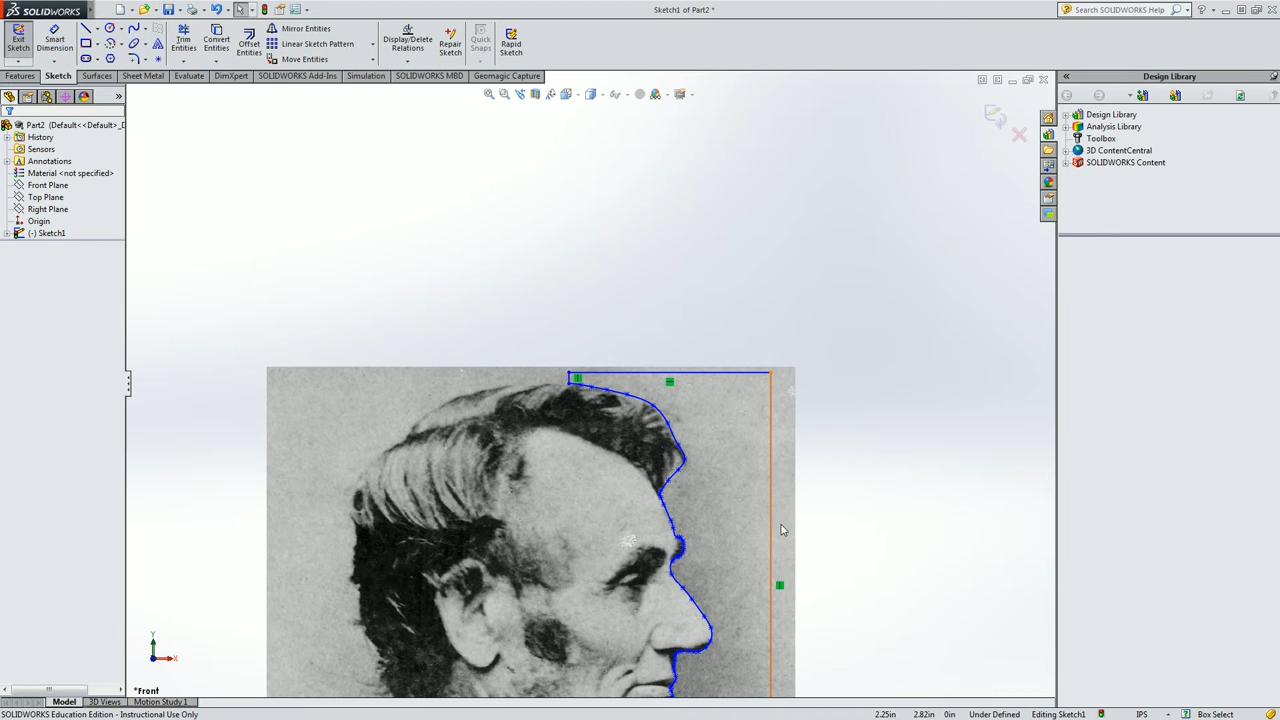 SOLIDWORKS
Sketch1 of Part2 *
Search SOLIDWORKS Help
Exit Sketch
Smart Dimension
Trim Entities
Convert Entities
Offset Entities
Mirror Entities
Linear Sketch Pattern
Move Entities
Display/Delete Relations
Repair Sketch
Quick Snaps
Rapid Sketch
Features Sketch Surfaces Sheet Metal Evaluate DimXpert SOLIDWORKS Add-Ins Simulation SOLIDWORKS MBD Geomagic Capture
Design Library
Part2 (Default<<Default>_D
History
Sensors
Annotations
Material <not specified>
Front Plane
Top Plane
Right Plane
Origin
(-) Sketch1
Design Library
Analysis Library
Toolbox
3D ContentCentral
SOLIDWORKS Content
Y
X
*Front
Model 3D Views Motion Study 1
SOLIDWORKS Education Edition - Instructional Use Only
2.25in 2.82in 0in Under Defined Editing Sketch1 IPS Box Select